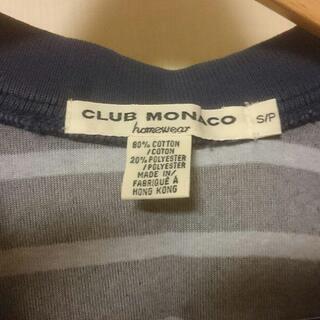 CLUB MONACO
homewear
S/P
80% COTTON
/COTON
20% POLYESTER
/POLYESTER
MADE IN/
FABRIQUÉ À
HONG KONG